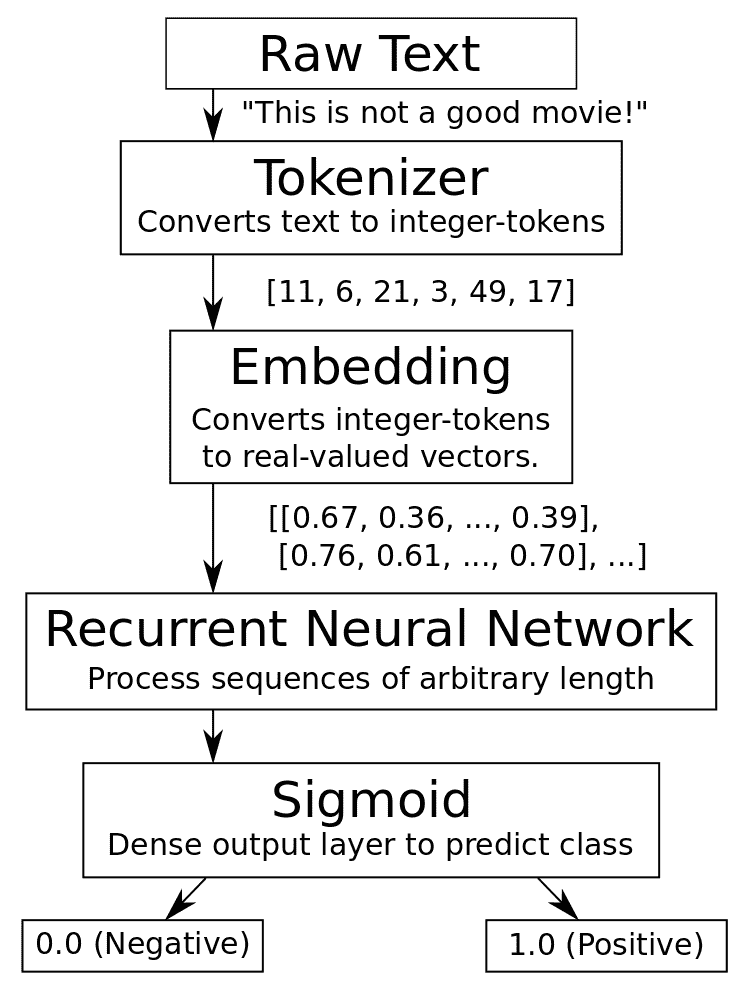 Raw Text
"This is not a good movie!"
Tokenizer
Converts text to integer-tokens
[11, 6, 21, 3, 49, 17]
Embedding
Converts integer-tokens
to real-valued vectors.
[[0.67, 0.36, ..., 0.39],
[0.76, 0.61, ..., 0.70], ...]
Recurrent Neural Network
Process sequences of arbitrary length
Sigmoid
Dense output layer to predict class
0.0 (Negative)
1.0 (Positive)